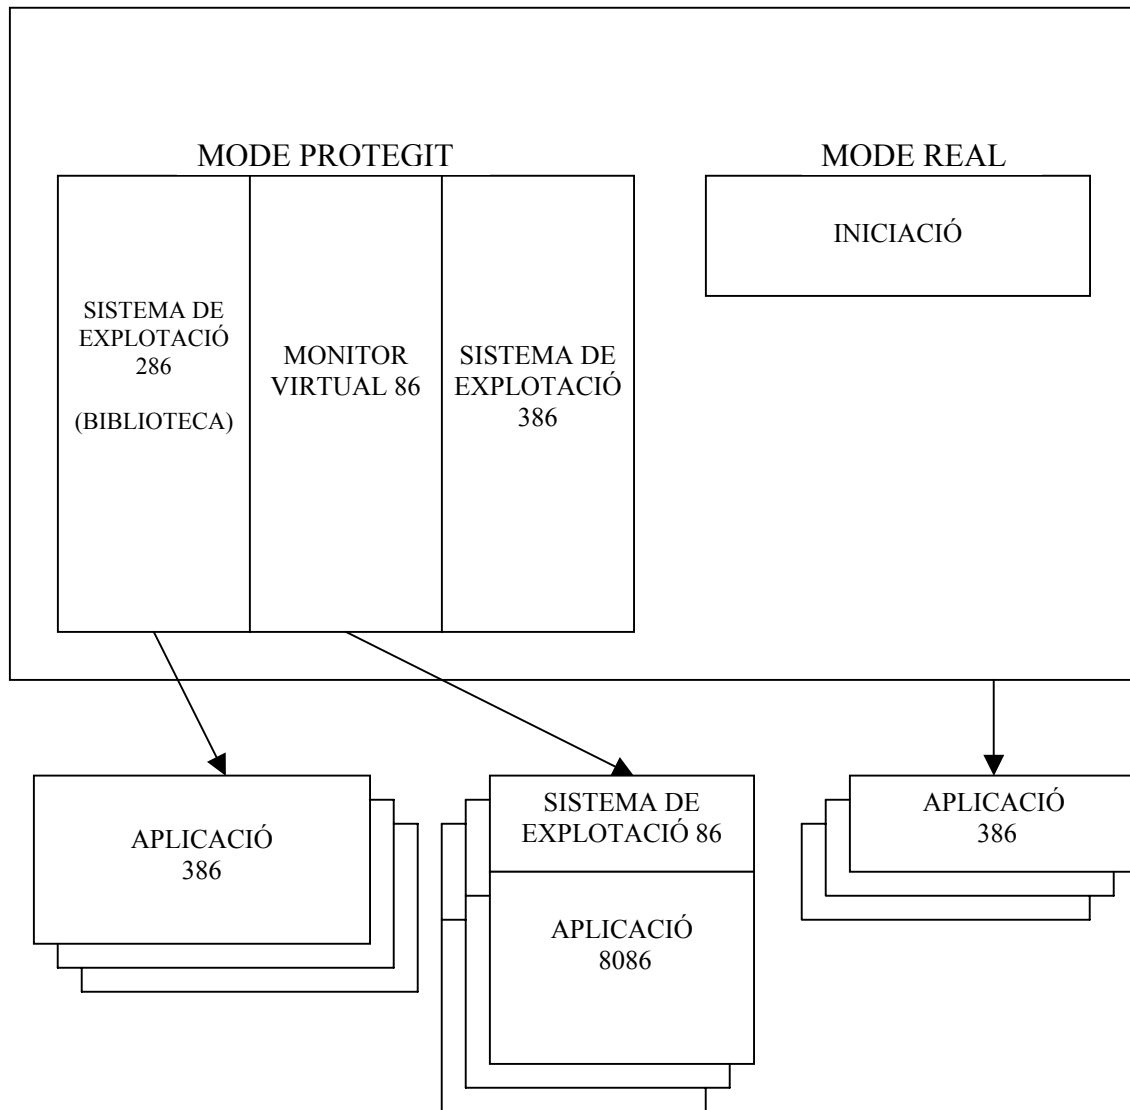 MODE PROTEGIT
MODE REAL
SISTEMA DE
EXPLOTACIÓ
286
(BIBLIOTECA)
MONITOR
VIRTUAL 86
SISTEMA DE
EXPLOTACIÓ
386
INICIACIÓ
APLICACIÓ
386
SISTEMA DE
EXPLOTACIÓ 86
APLICACIÓ
8086
APLICACIÓ
386